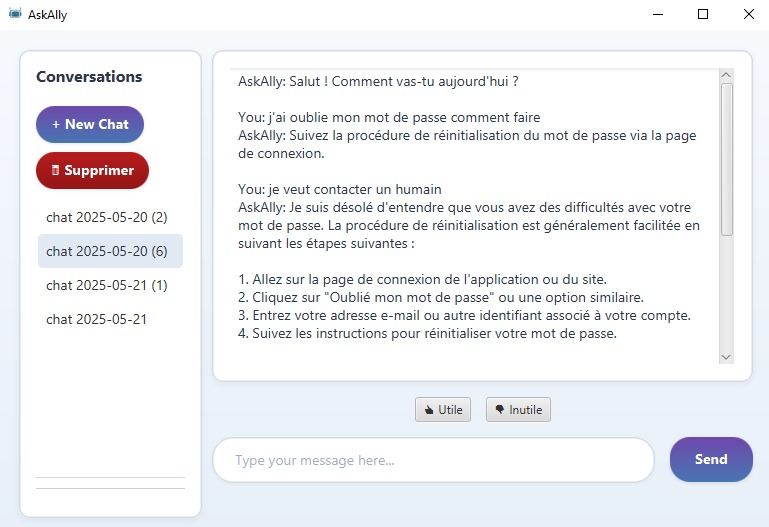 AskAlly
Conversations
+ New Chat
Supprimer
chat 2025-05-20 (2)
chat 2025-05-20 (6)
chat 2025-05-21 (1)
chat 2025-05-21
AskAlly: Salut ! Comment vas-tu aujourd'hui ?
You: j'ai oublie mon mot de passe comment faire
AskAlly: Suivez la procédure de réinitialisation du mot de passe via la page
de connexion.
You: je veut contacter un humain
AskAlly: Je suis désolé d'entendre que vous avez des difficultés avec votre
mot de passe. La procédure de réinitialisation est généralement facilitée en
suivant les étapes suivantes :
1. Allez sur la page de connexion de l'application ou du site.
2. Cliquez sur "Oublié mon mot de passe" ou une option similaire.
3. Entrez votre adresse e-mail ou autre identifiant associé à votre compte.
4. Suivez les instructions pour réinitialiser votre mot de passe.
Utile
Inutile
Type your message here...
Send